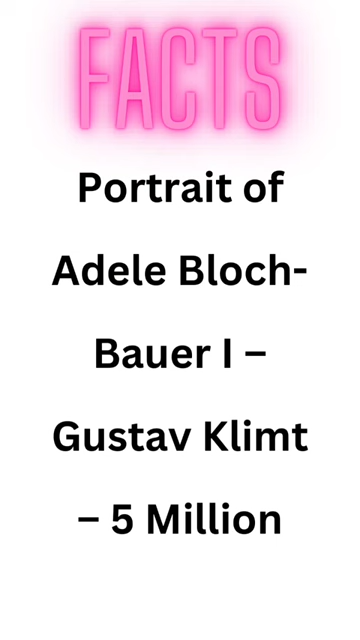 FACTS
Portrait of
Adele Bloch-
Bauer I –
Gustav Klimt
– 5 Million